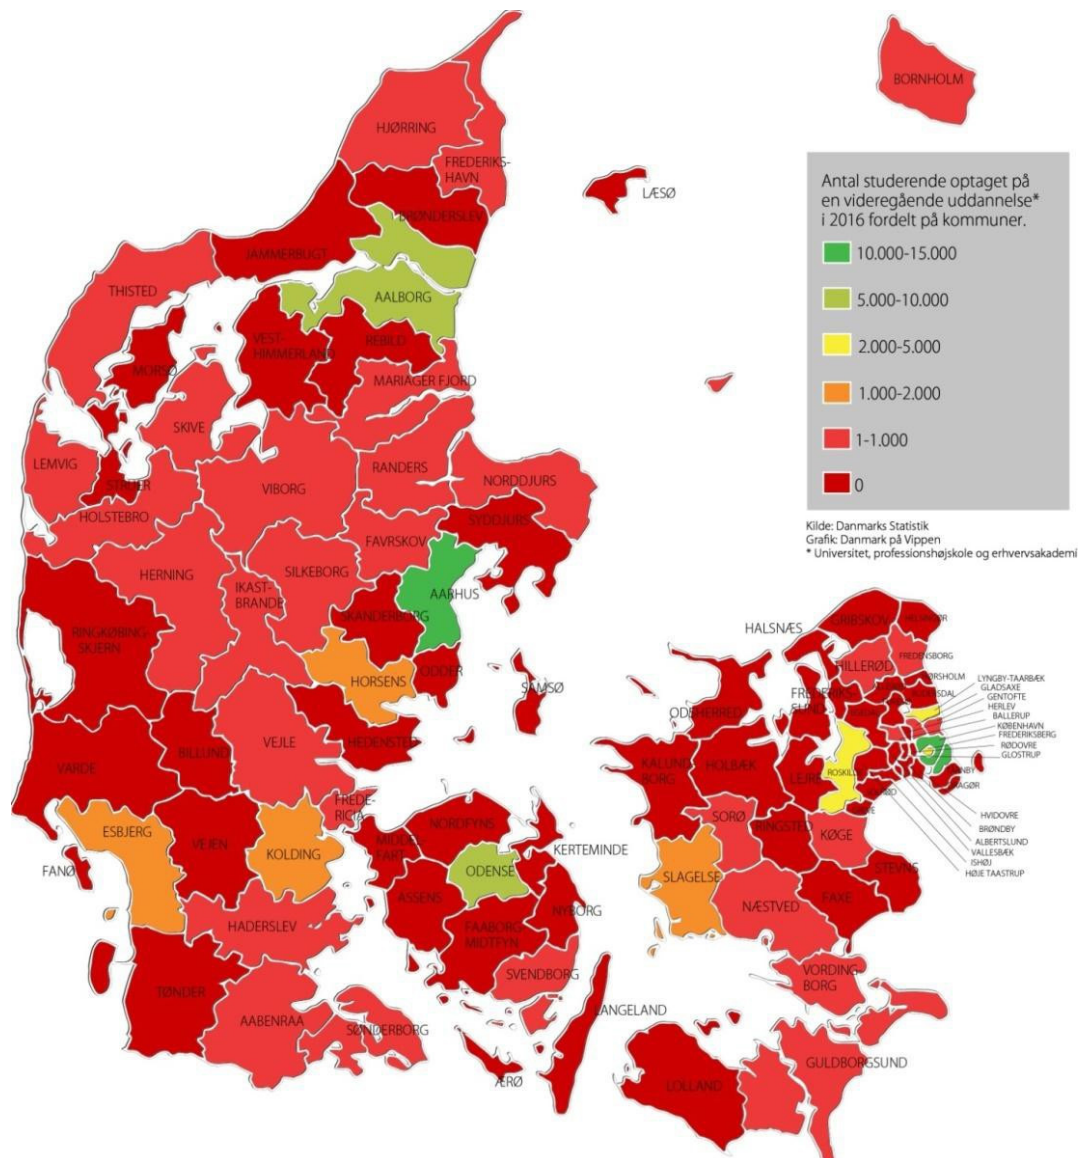 BORNHOLM
HJØRRING
FREDERIKS-
HAVN
LÆSØ
BRØNDERSLEV
JAMMERBUGT
THISTED
AALBORG
VEST-
HIMMERLAND
REBILD
MORSØ
MARIAGER FJORD
SKIVE
LEMVIG
STRUER
HOLSTEBRO
VIBORG
RANDERS
NORDDJURS
SYDDJURS
FAVRSKOV
HERNING
IKAST-
BRANDE
SILKEBORG
AARHUS
SKANDERBORG
RINGKØBING-
SKJERN
HORSENS
ODDER
SAMSØ
HEDENSTED
BILLUND
VEJLE
VARDE
FREDE-
RICIA
ESBJERG
VEJEN
KOLDING
FANØ
HADERSLEV
TØNDER
AABENRAA
SØNDERBORG
NORDFYNS
MIDDEL-
FART
KERTEMINDE
ODENSE
ASSENS
NYBORG
FAABORG-
MIDTFYN
SVENDBORG
LANGELAND
ÆRØ
Antal studerende optaget på
en videregående uddannelse*
i 2016 fordelt på kommuner.
10.000-15.000
5.000-10.000
2.000-5.000
1.000-2.000
1-1.000
0
Kilde: Danmarks Statistik
Grafik: Danmark på Vippen
* Universitet, professionshøjskole og erhvervsakademi
HALSNÆS
GRIBSKOV
HELSINGØR
HILLERØD
FREDENSBORG
FREDERIKS-
SUND
ODSHERRED
LYNGBY-TAARBÆK
GLADSAXE
GENTOFTE
HERLEV
BALLERUP
KØBENHAVN
FREDERIKSBERG
RØDOVRE
GLOSTRUP
KALUND
BORG
HOLBÆK
LEJRE
HVIDOVRE
BRØNDBY
ALBERTSLUND
VALLESBÆK
ISHØJ
HØJE TAASTRUP
SORØ
RINGSTED
KØGE
STEVNS
SLAGELSE
NÆSTVED
FAXE
VORDING-
BORG
GULDBORGSUND
LOLLAND